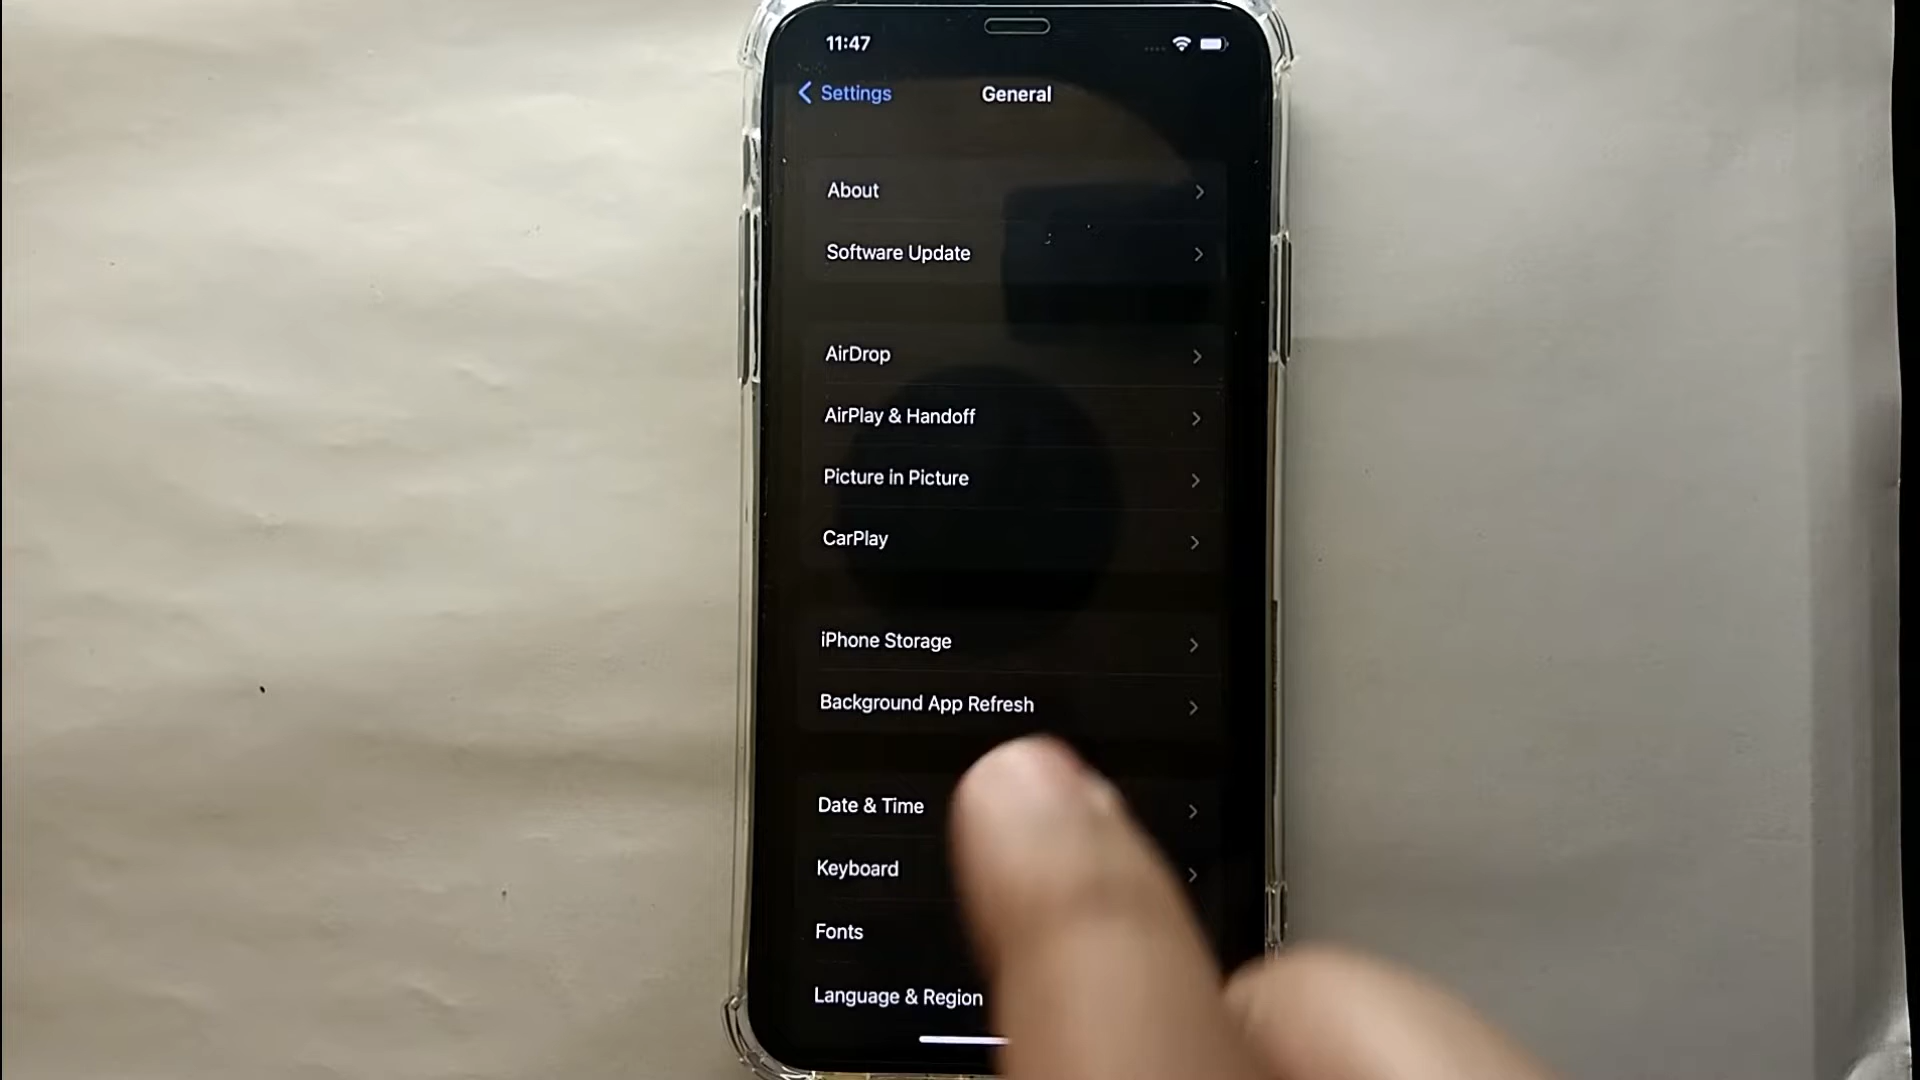 11:47
Settings
General
About
Software Update
AirDrop
AirPlay & Handoff
Picture in Picture
CarPlay
iPhone Storage
Background App Refresh
Date & Time
Keyboard
Fonts
Language & Region